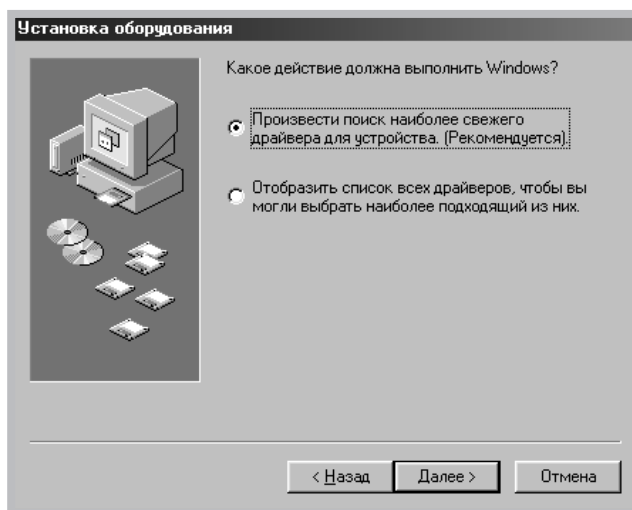 Установка оборудования
Какое действие должна выполнить Windows?
Произвести поиск наиболее свежего
драйвера для устройства. (Рекомендуется).
Отобразить список всех драйверов, чтобы вы
могли выбрать наиболее подходящий из них.
< Назад Далее > Отмена